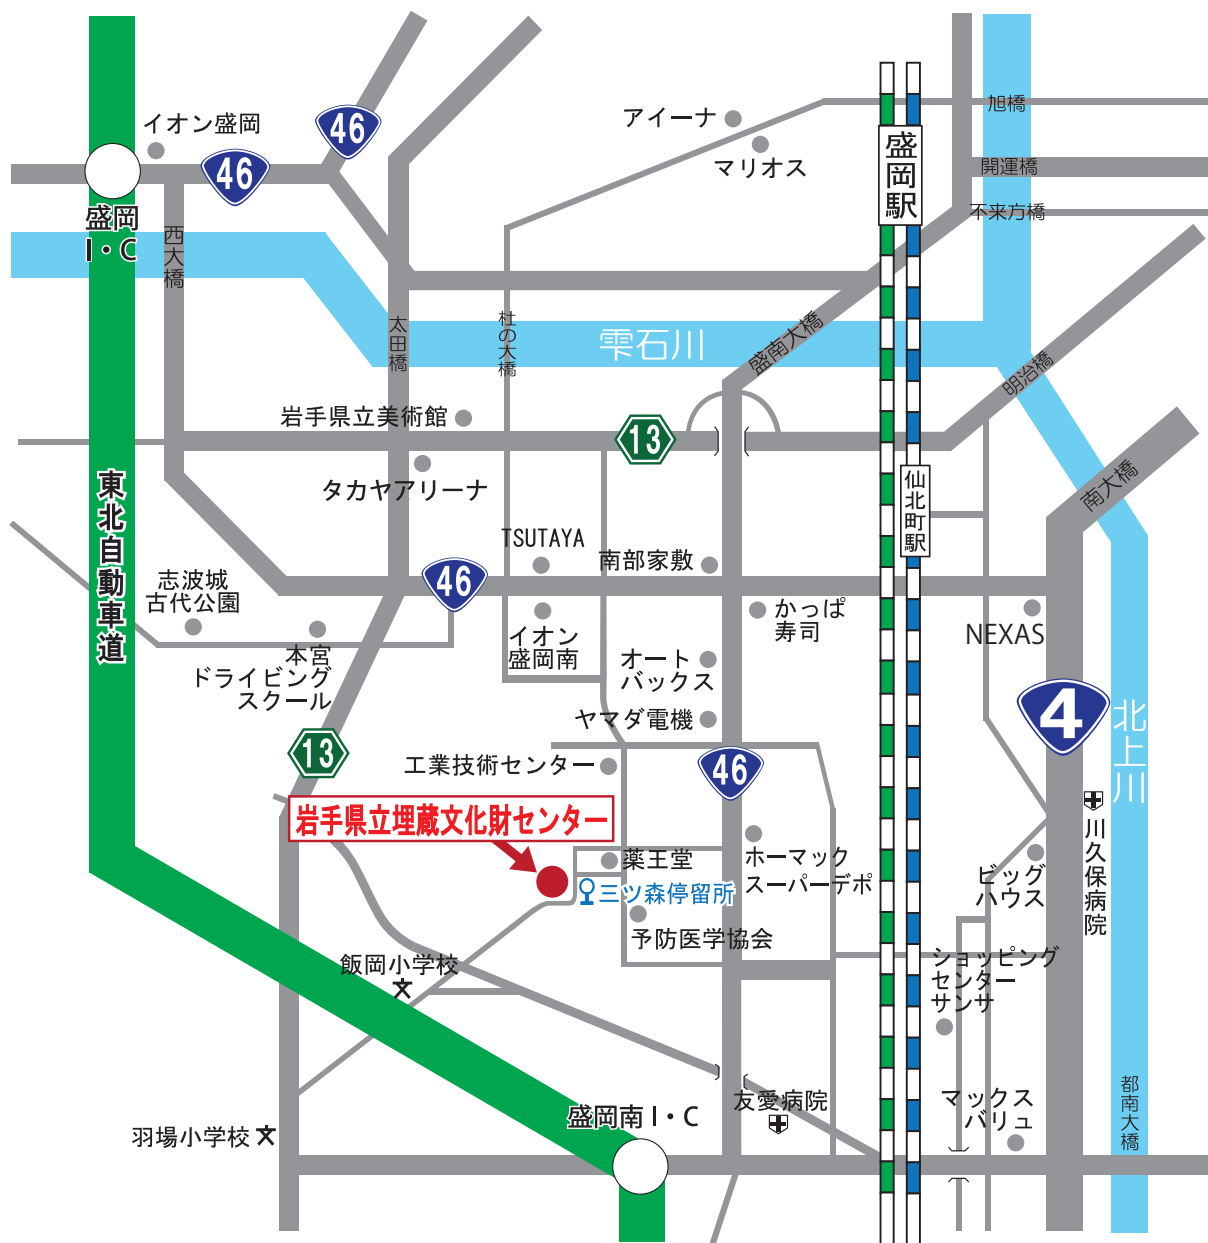 46
イオン盛岡
46
盛岡
I・C
西大橋
アイーナ
マリオス
盛岡駅
旭橋
開運橋
不来方橋
太田橋
杜の大橋
雫石川
盛南大橋
明治橋
岩手県立美術館
13
タカヤアリーナ
仙北町駅
南大橋
東北自動車道
TSUTAYA
南部家敷
46
志波城
古代公園
本宮
ドライビング
スクール
イオン
盛岡南
かっぱ
寿司
NEXAS
オート
バックス
ヤマダ電機
4
北上川
13
工業技術センター
46
岩手県立埋蔵文化財センター
薬王堂
三ツ森停留所
ホーマック
スーパーデポ
川久保病院
ビッグ
ハウス
予防医学協会
飯岡小学校
文
ショッピング
センター
サンサ
盛岡南I・C
友愛病院
マックス
バリュ
都南大橋
羽場小学校
文